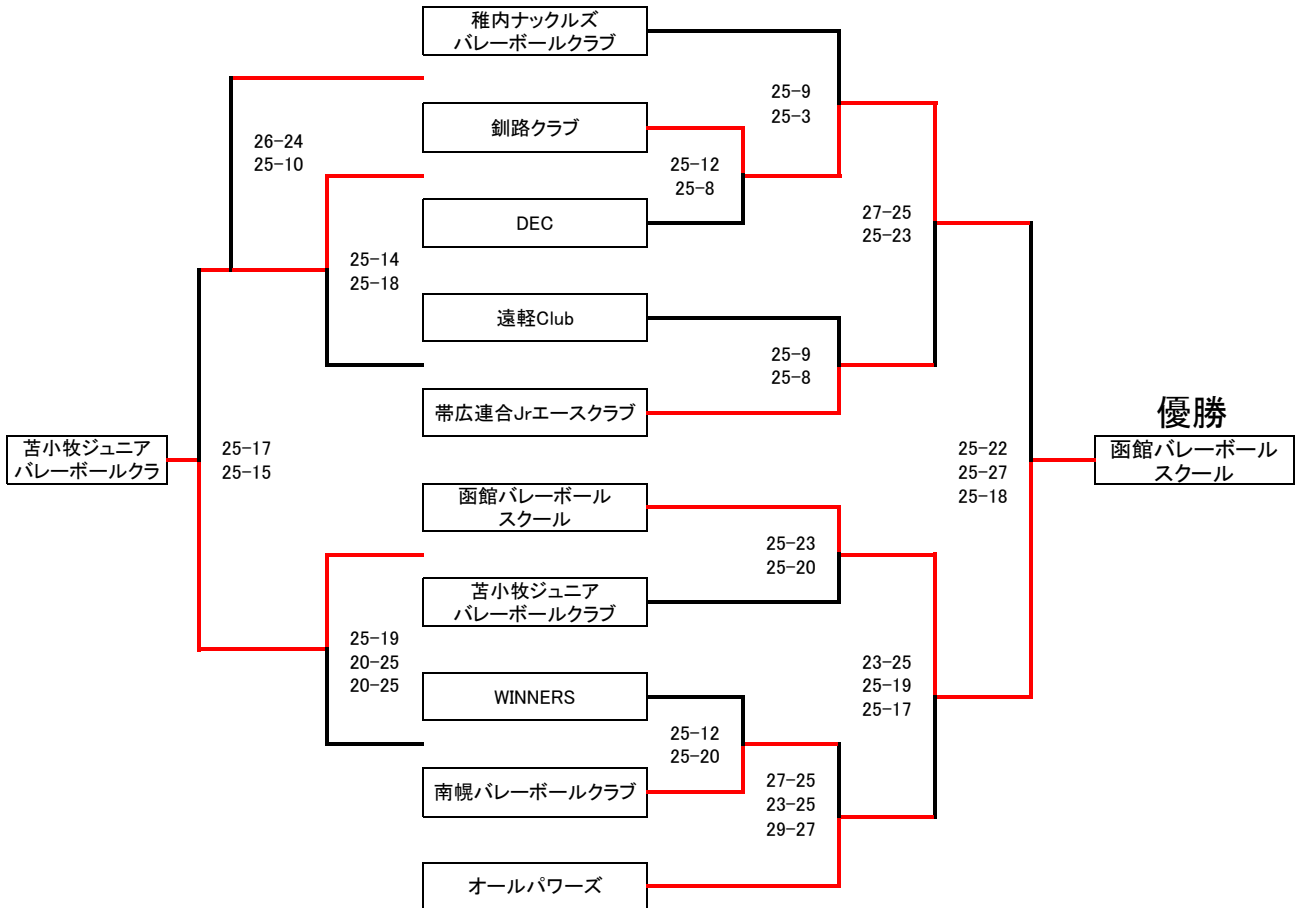 稚内ナックルズ
バレーボールクラブ
25-9
25-3
釧路クラブ
26-24
25-10
25-12
25-8
DEC
27-25
25-23
25-14
25-18
遠軽Club
25-9
25-8
帯広連合Jrエースクラブ
優勝
苫小牧ジュニア
バレーボールクラ
25-17
25-15
25-22
25-27
25-18
函館バレーボール
スクール
函館バレーボール
スクール
25-23
25-20
苫小牧ジュニア
バレーボールクラブ
25-19
20-25
20-25
23-25
25-19
25-17
WINNERS
25-12
25-20
南幌バレーボールクラブ
27-25
23-25
29-27
オールパワーズ